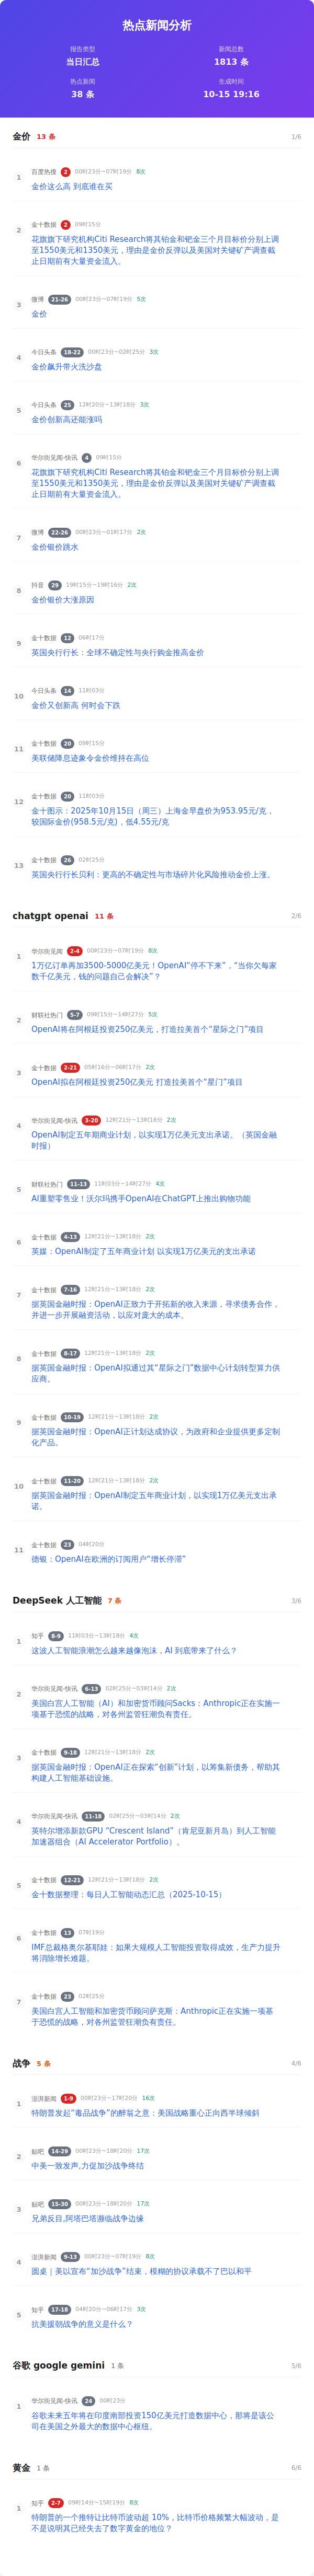 热点新闻分析
报告类型
当日汇总
新闻总数
1813 条
热点新闻
38 条
生成时间
10-15 19:16
金价 13 条 1/6
1
百度热搜 2 00时23分~07时19分 8次
金价这么高 到底谁在买
2
金十数据 2 09时15分
花旗旗下研究机构Citi Research将其铂金和钯金三个月目标价分别上调
至1550美元和1350美元，理由是金价反弹以及美国对关键矿产调查截
止日期前有大量资金流入。
3
微博 21-26 00时23分~07时19分 5次
金价
4
今日头条 18-22 00时23分~02时25分 3次
金价飙升带火洗沙盘
5
今日头条 25 12时20分~13时18分 3次
金价创新高还能涨吗
6
华尔街见闻-快讯 4 09时15分
花旗旗下研究机构Citi Research将其铂金和钯金三个月目标价分别上调
至1550美元和1350美元，理由是金价反弹以及美国对关键矿产调查截
止日期前有大量资金流入。
7
微博 22-26 00时23分~01时17分 2次
金价银价跳水
8
抖音 29 19时15分~19时16分 2次
金价银价大涨原因
9
金十数据 12 06时17分
英国央行行长：全球不确定性与央行购金推高金价
10
今日头条 14 11时03分
金价又创新高 何时会下跌
11
金十数据 20 09时15分
美联储降息迹象令金价维持在高位
12
金十数据 20 11时03分
金十图示：2025年10月15日（周三）上海金早盘价为953.95元/克，
较国际金价(958.5元/克)，低4.55元/克
13
金十数据 26 02时25分
英国央行行长贝利：更高的不确定性与市场碎片化风险推动金价上涨。
chatgpt openai 11 条 2/6
1
华尔街见闻 2-4 00时23分~07时19分 8次
1万亿订单再加3500-5000亿美元！OpenAI“停不下来”，“当你欠每家
数千亿美元，钱的问题自己会解决”？
2
财联社热门 5-7 09时15分~14时27分 5次
OpenAI将在阿根廷投资250亿美元，打造拉美首个“星际之门”项目
3
金十数据 2-21 05时16分~06时17分 2次
OpenAI拟在阿根廷投资250亿美元 打造拉美首个“星门”项目
4
华尔街见闻-快讯 3-20 12时21分~13时18分 2次
OpenAI制定五年期商业计划，以实现1万亿美元支出承诺。（英国金融
时报）
5
财联社热门 11-13 11时03分~14时27分 4次
AI重塑零售业！沃尔玛携手OpenAI在ChatGPT上推出购物功能
6
金十数据 4-13 12时21分~13时18分 2次
英媒：OpenAI制定了五年商业计划 以实现1万亿美元的支出承诺
7
金十数据 7-16 12时21分~13时18分 2次
据英国金融时报：OpenAI正致力于开拓新的收入来源，寻求债务合作，
并进一步开展融资活动，以应对庞大的成本。
8
金十数据 8-17 12时21分~13时18分 2次
据英国金融时报：OpenAI拟通过其“星际之门”数据中心计划转型算力供
应商。
9
金十数据 10-19 12时21分~13时18分 2次
据英国金融时报：OpenAI正计划达成协议，为政府和企业提供更多定制
化产品。
10
金十数据 11-20 12时21分~13时18分 2次
据英国金融时报：OpenAI制定五年商业计划，以实现1万亿美元支出承
诺。
11
金十数据 23 04时20分
德银：OpenAI在欧洲的订阅用户“增长停滞”
DeepSeek 人工智能 7 条 3/6
1
知乎 8-9 11时03分~13时18分 4次
这波人工智能浪潮怎么越来越像泡沫，AI 到底带来了什么？
2
华尔街见闻-快讯 6-13 02时25分~03时14分 2次
美国白宫人工智能（AI）和加密货币顾问Sacks：Anthropic正在实施一
项基于恐慌的战略，对各州监管狂潮负有责任。
3
金十数据 9-18 12时21分~13时18分 2次
据英国金融时报：OpenAI正在探索“创新”计划，以筹集新债务，帮助其
构建人工智能基础设施。
4
华尔街见闻-快讯 11-18 02时25分~03时14分 2次
英特尔增添新款GPU “Crescent Island”（肯尼亚新月岛）到人工智能
加速器组合（AI Accelerator Portfolio）。
5
金十数据 12-21 12时21分~13时18分 2次
金十数据整理：每日人工智能动态汇总（2025-10-15）
6
金十数据 13 07时19分
IMF总裁格奥尔基耶娃：如果大规模人工智能投资取得成效，生产力提升
将消除增长难题。
7
金十数据 23 02时25分
美国白宫人工智能和加密货币顾问萨克斯：Anthropic正在实施一项基
于恐慌的战略，对各州监管狂潮负有责任。
战争 5 条 4/6
1
澎湃新闻 1-9 00时23分~17时20分 16次
特朗普发起“毒品战争”的醉翁之意：美国战略重心正向西半球倾斜
2
贴吧 14-29 00时23分~18时20分 17次
中美一致发声,力促加沙战争终结
3
贴吧 15-30 00时23分~18时20分 17次
兄弟反目,阿塔巴塔濒临战争边缘
4
澎湃新闻 9-13 00时23分~07时19分 8次
圆桌｜美以宣布“加沙战争”结束，模糊的协议承载不了巴以和平
5
知乎 17-18 04时20分~06时17分 3次
抗美援朝战争的意义是什么？
谷歌 google gemini 1 条 5/6
1
华尔街见闻-快讯 24 00时23分
谷歌未来五年将在印度南部投资150亿美元打造数据中心，那将是该公
司在美国之外最大的数据中心枢纽。
黄金 1 条 6/6
1
知乎 2-7 09时14分~15时19分 8次
特朗普的一个推特让比特币波动超 10%，比特币价格频繁大幅波动，是
不是说明其已经失去了数字黄金的地位？